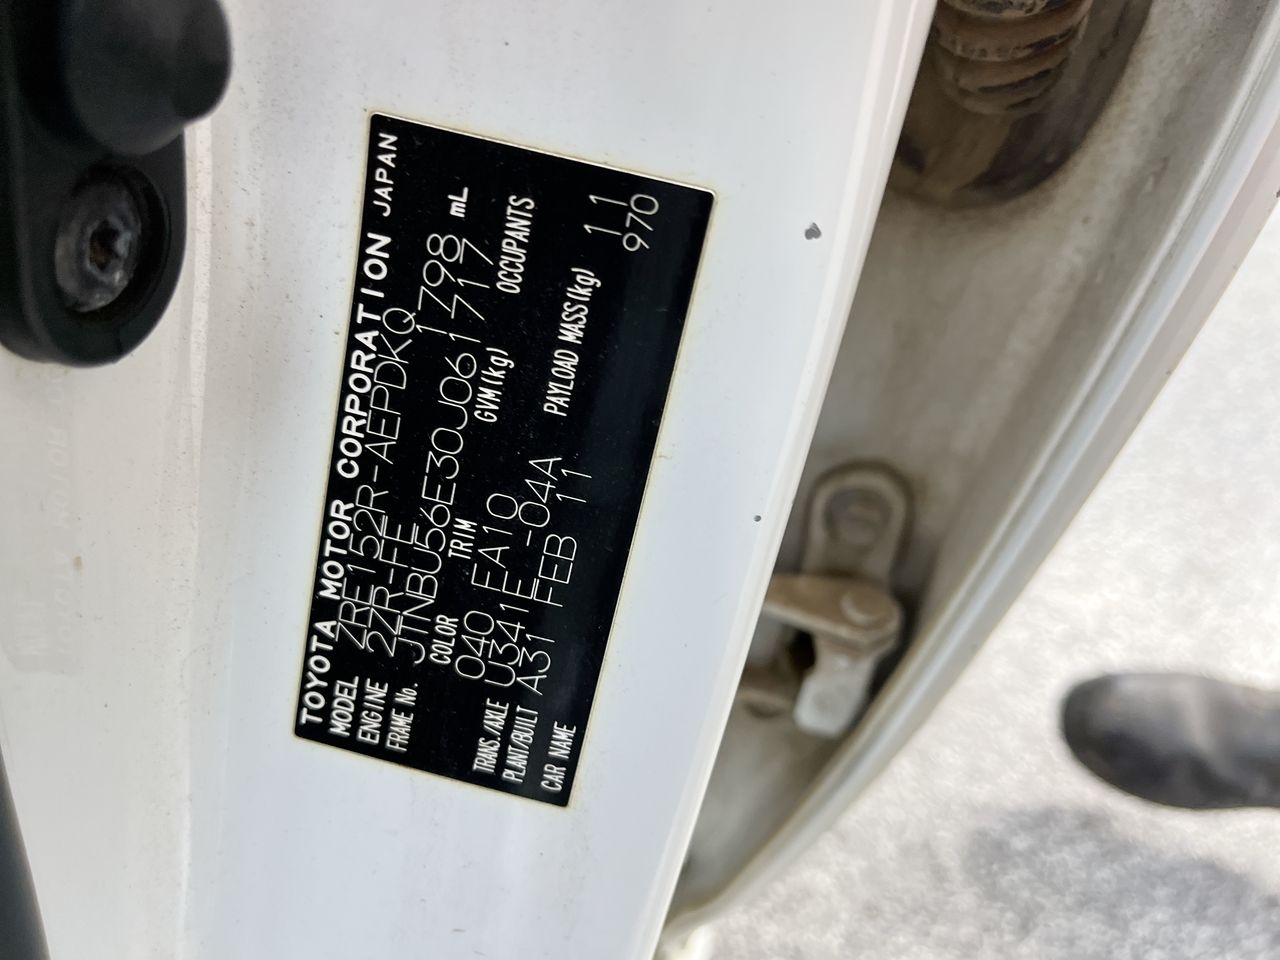 TOYOTA MOTOR CORPORATION JAPAN
MODEL ZRE152R-AEPDKQ
ENGINE 2ZR-FE 1798 mL
FRAME No. JTNBU56E30J061717
COLOR TRIM GVM(kg) OCCUPANTS
040 FA10
TRANS./AXLE U341E -04A PAYLOAD MASS(kg) 11
PLANT/BUILT A31 FEB 11 970
CAR NAME